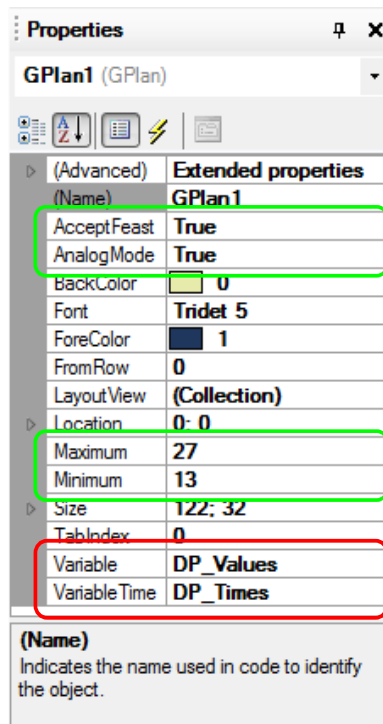 Properties
GPlan1 (GPlan)
(Advanced) Extended properties
(Name) GPlan1
AcceptFeast True
AnalogMode True
BackColor 0
Font Tridet 5
ForeColor 1
FromRow 0
LayoutView (Collection)
Location 0; 0
Maximum 27
Minimum 13
Size 122; 32
TabIndex 0
Variable DP_Values
VariableTime DP_Times
(Name)
Indicates the name used in code to identify
the object.